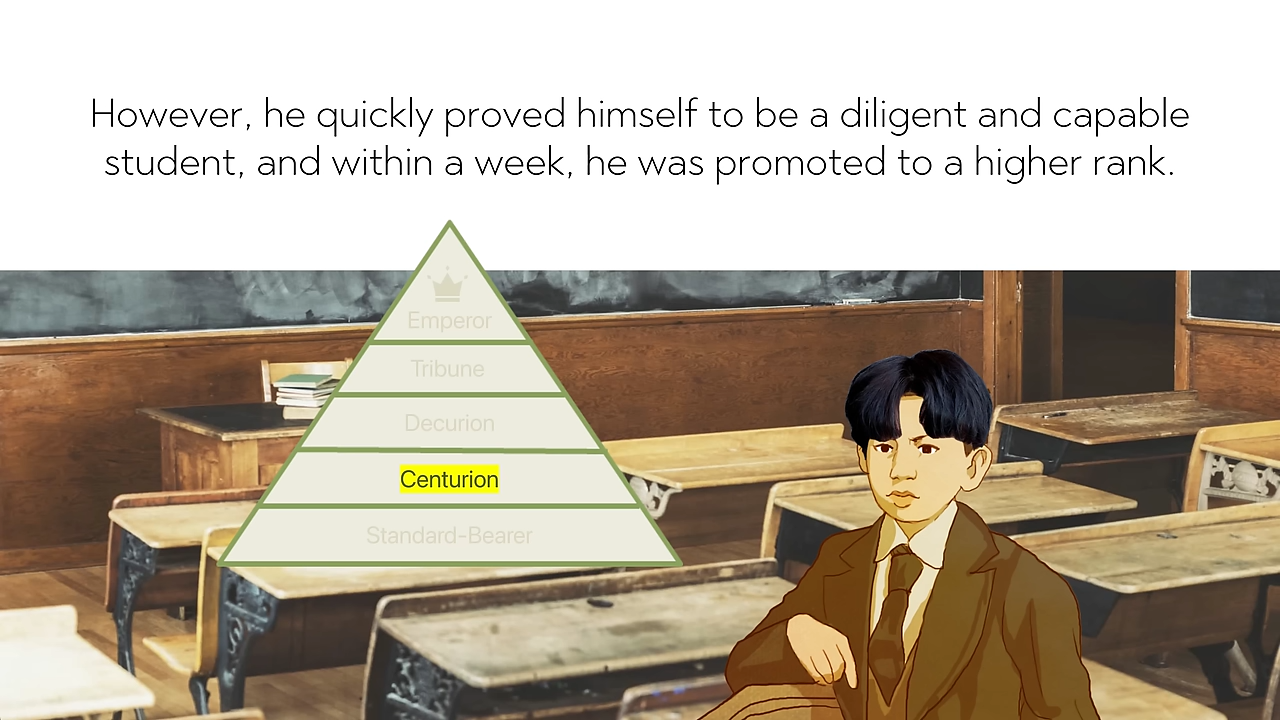 However, he quickly proved himself to be a diligent and capable
student, and within a week, he was promoted to a higher rank.
Emperor
Tribune
Decurion
Centurion
Standard-Bearer